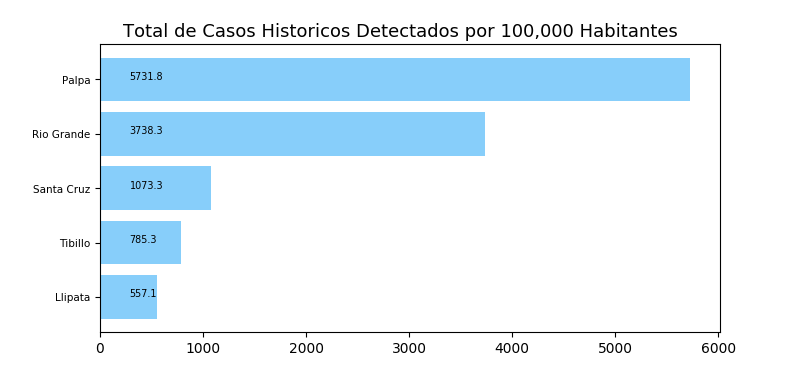 Total de Casos Historicos Detectados por 100,000 Habitantes
Palpa 5731.8
Rio Grande 3738.3
Santa Cruz 1073.3
Tibillo 785.3
Llipata 557.1
0 1000 2000 3000 4000 5000 6000